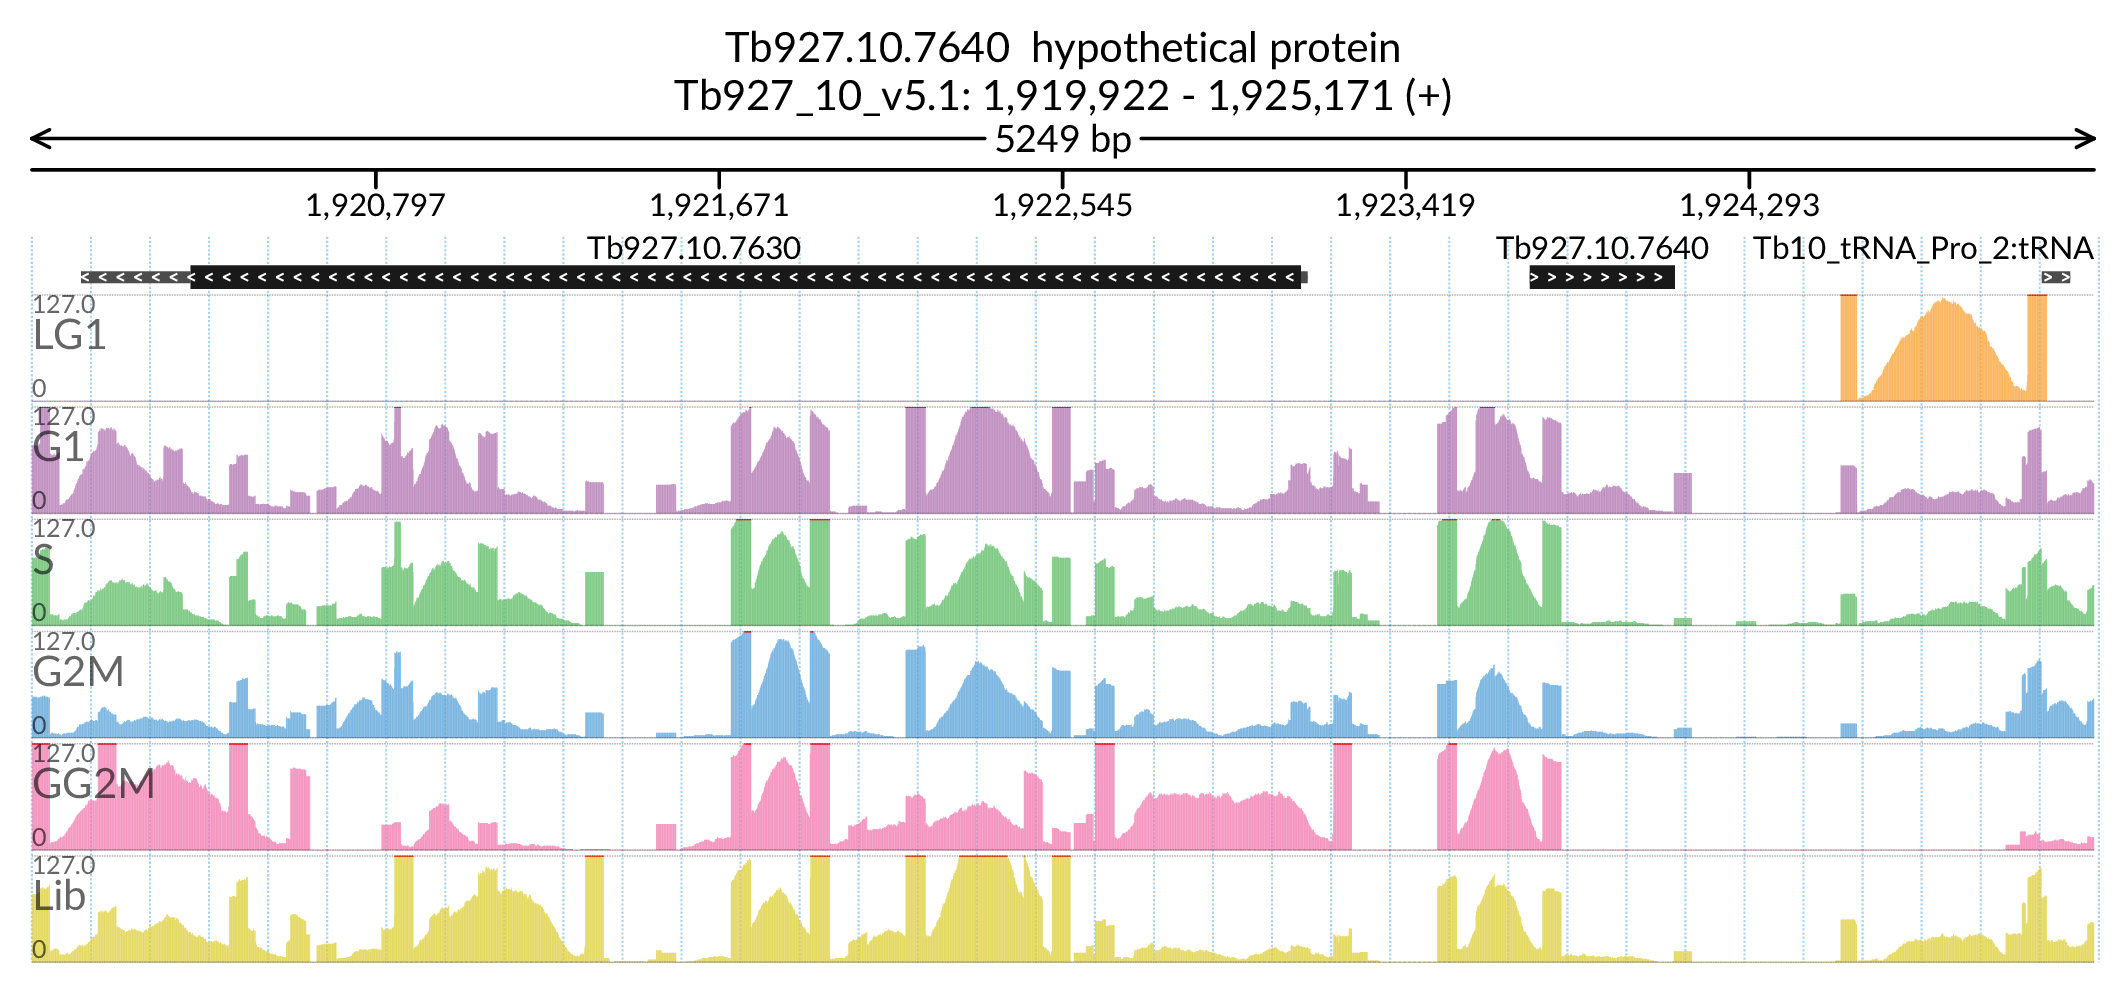 Tb927.10.7640 hypothetical protein
Tb927_10_v5.1: 1,919,922 - 1,925,171 (+)
5249 bp
1,920,797 1,921,671 1,922,545 1,923,419 1,924,293
Tb927.10.7630 Tb927.10.7640 Tb10_tRNA_Pro_2:tRNA
127.0
LG1
0
127.0
G1
0
127.0
S
0
127.0
G2M
0
127.0
GG2M
0
127.0
Lib
0